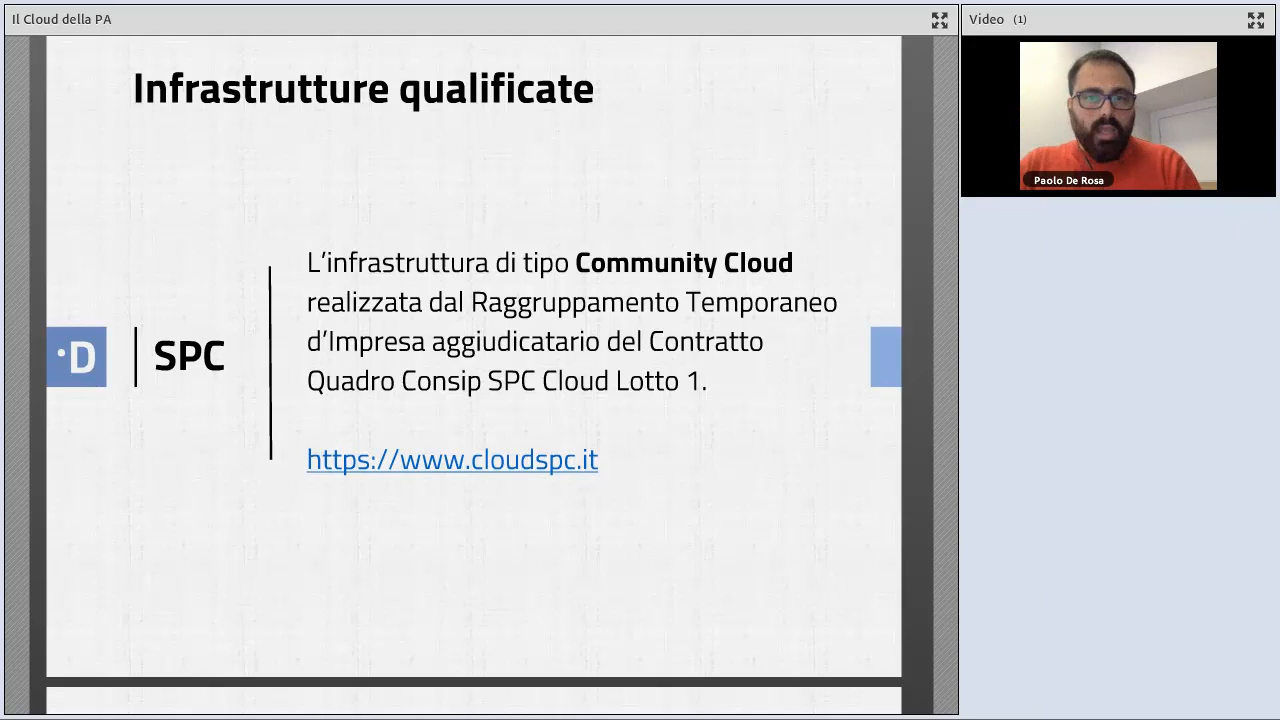 Il Cloud della PA
Video (1)
Infrastrutture qualificate
Paolo De Rosa
L’infrastruttura di tipo Community Cloud
realizzata dal Raggruppamento Temporaneo
d’Impresa aggiudicatario del Contratto
Quadro Consip SPC Cloud Lotto 1.
·D
SPC
https://www.cloudspc.it